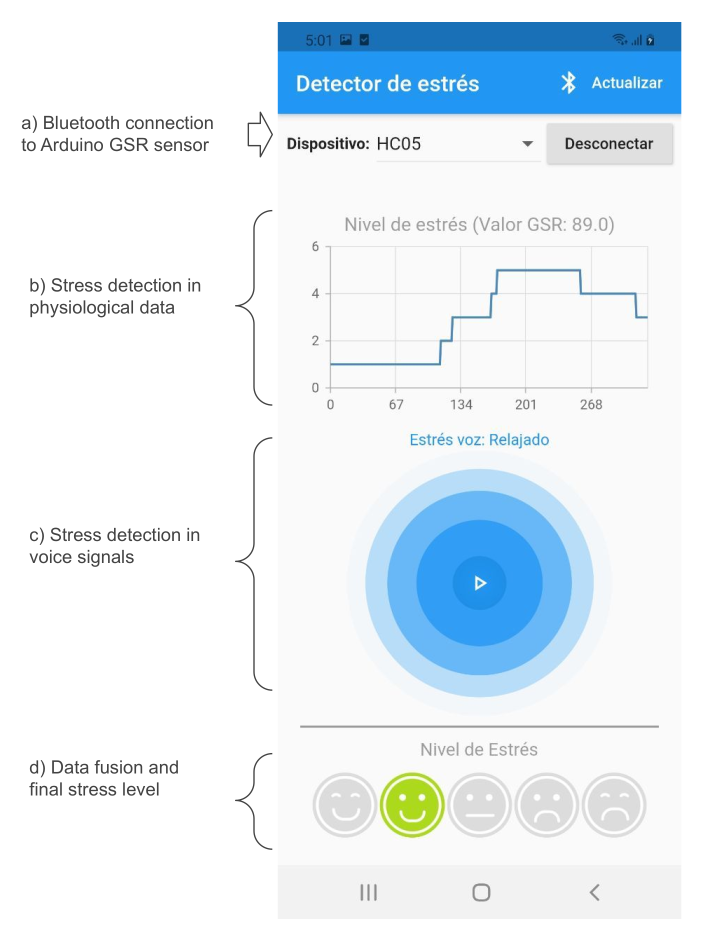 5:01
Detector de estrés
Actualizar
a) Bluetooth connection
to Arduino GSR sensor
Dispositivo: HC05
Desconectar
Nivel de estrés (Valor GSR: 89.0)
6
4
2
0
0 67 134 201 268
b) Stress detection in
physiological data
Estrés voz: Relajado
c) Stress detection in
voice signals
Nivel de Estrés
d) Data fusion and
final stress level